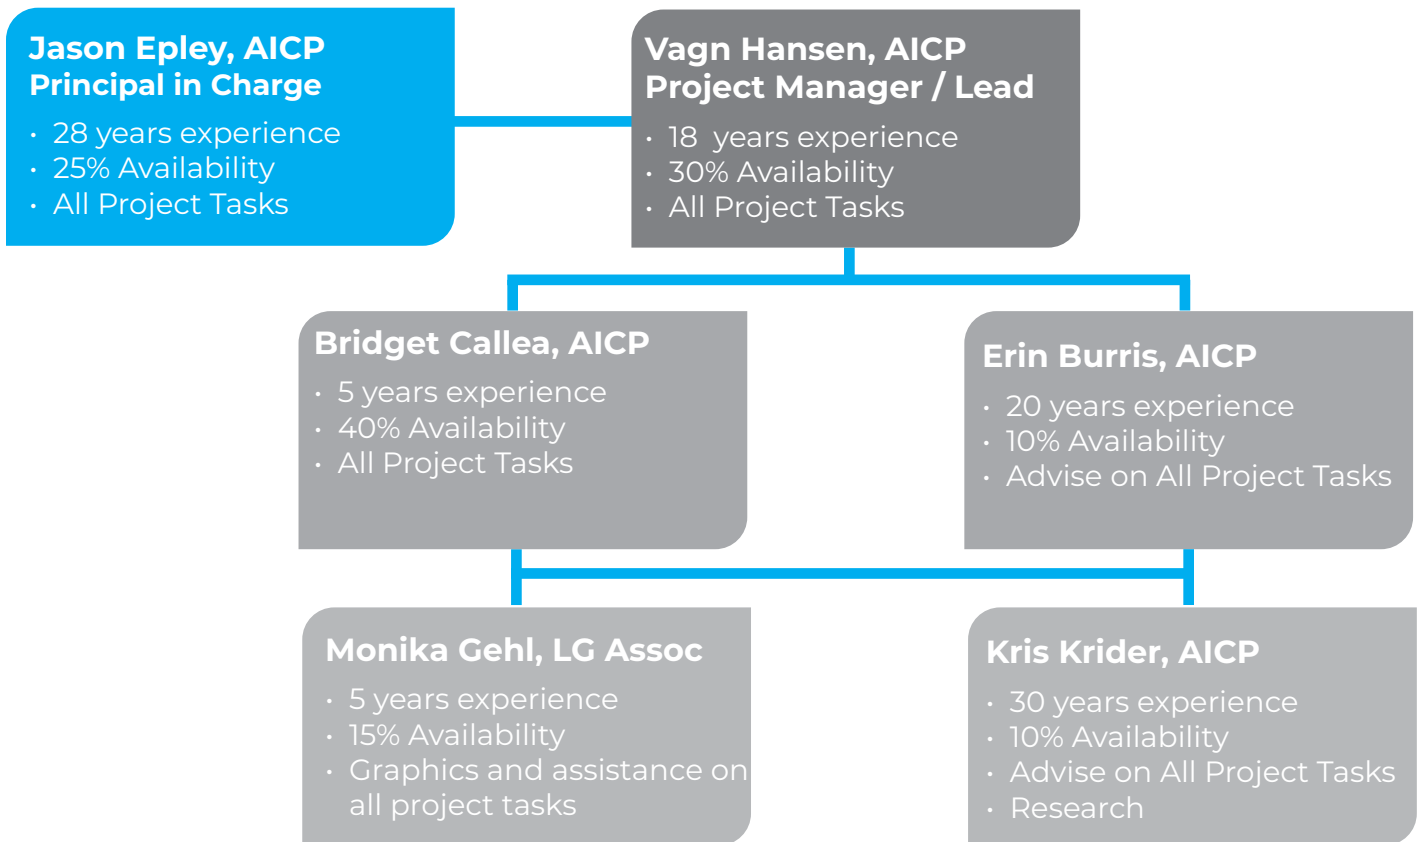 Jason Epley, AICP
Principal in Charge
• 28 years experience
• 25% Availability
• All Project Tasks
Vagn Hansen, AICP
Project Manager / Lead
• 18 years experience
• 30% Availability
• All Project Tasks
Bridget Callea, AICP
• 5 years experience
• 40% Availability
• All Project Tasks
Erin Burris, AICP
• 20 years experience
• 10% Availability
• Advise on All Project Tasks
Monika Gehl, LG Assoc
• 5 years experience
• 15% Availability
• Graphics and assistance on
all project tasks
Kris Krider, AICP
• 30 years experience
• 10% Availability
• Advise on All Project Tasks
• Research